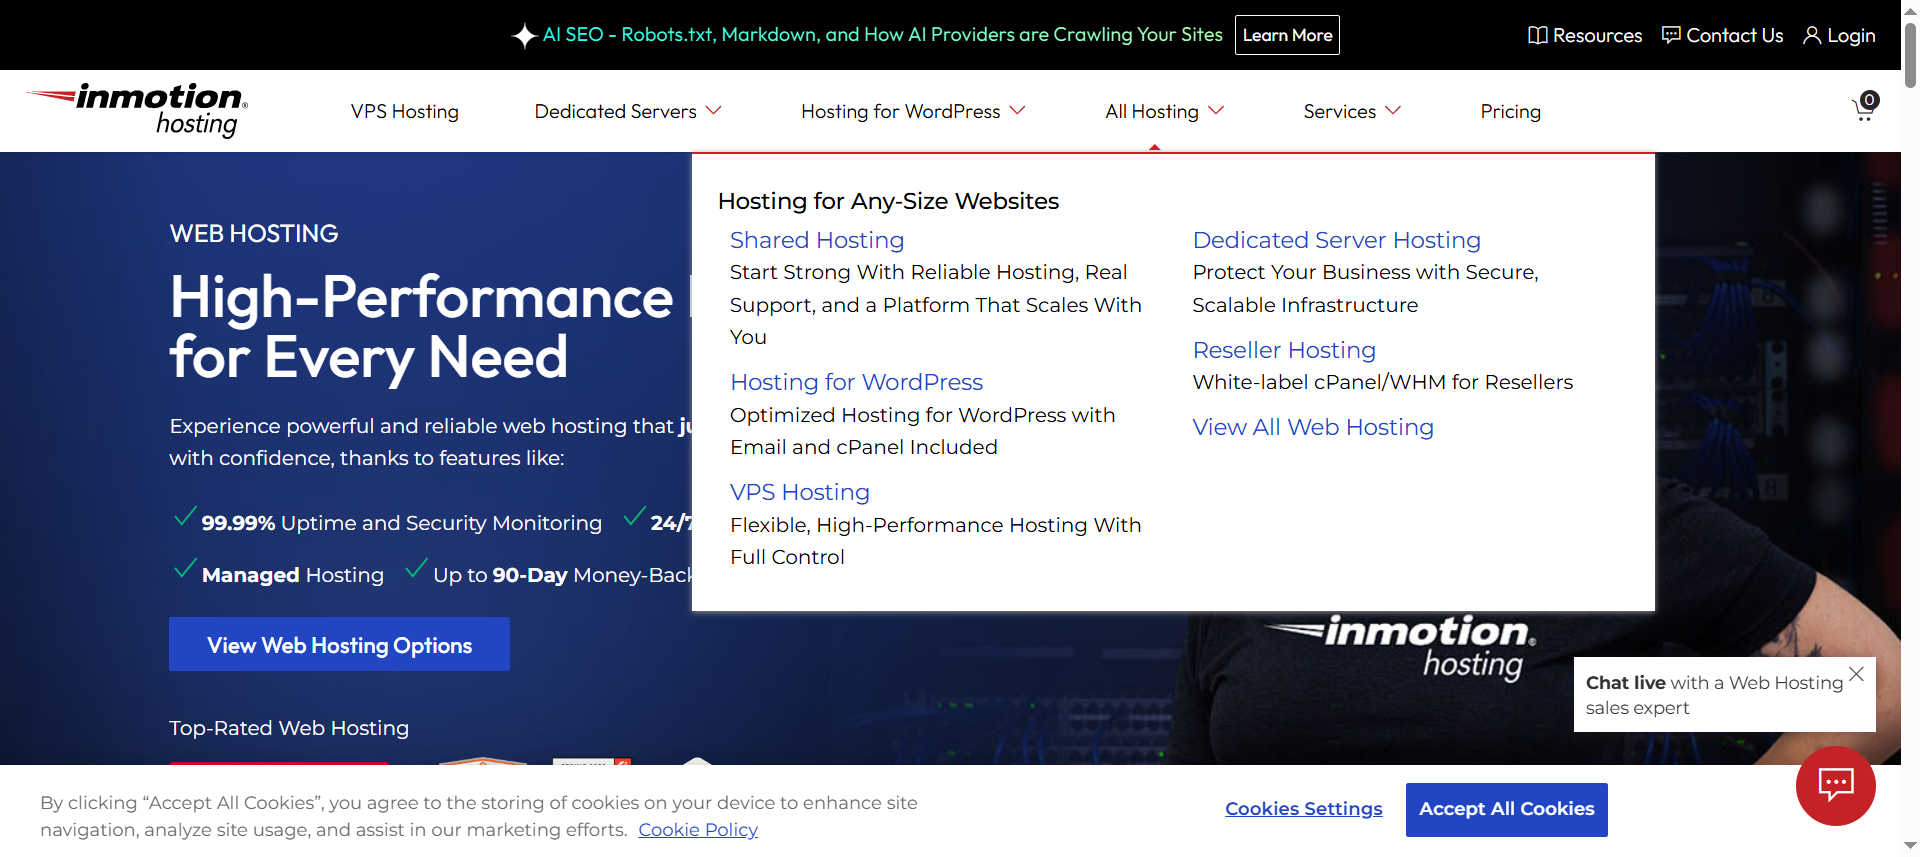 AI SEO - Robots.txt, Markdown, and How AI Providers are Crawling Your Sites
Learn More
Resources
Contact Us
Login
inmotion
hosting
VPS Hosting
Dedicated Servers
Hosting for WordPress
All Hosting
Services
Pricing
0
WEB HOSTING
High-Performance
for Every Need
Experience powerful and reliable web hosting that
with confidence, thanks to features like:
99.99% Uptime and Security Monitoring
24/7
Managed Hosting
Up to 90-Day Money-Back
View Web Hosting Options
Top-Rated Web Hosting
Hosting for Any-Size Websites
Shared Hosting
Start Strong With Reliable Hosting, Real
Support, and a Platform That Scales With
You
Hosting for WordPress
Optimized Hosting for WordPress with
Email and cPanel Included
VPS Hosting
Flexible, High-Performance Hosting With
Full Control
Dedicated Server Hosting
Protect Your Business with Secure,
Scalable Infrastructure
Reseller Hosting
White-label cPanel/WHM for Resellers
View All Web Hosting
inmotion
hosting
Chat live with a Web Hosting
sales expert
By clicking “Accept All Cookies”, you agree to the storing of cookies on your device to enhance site
navigation, analyze site usage, and assist in our marketing efforts. Cookie Policy
Cookies Settings
Accept All Cookies